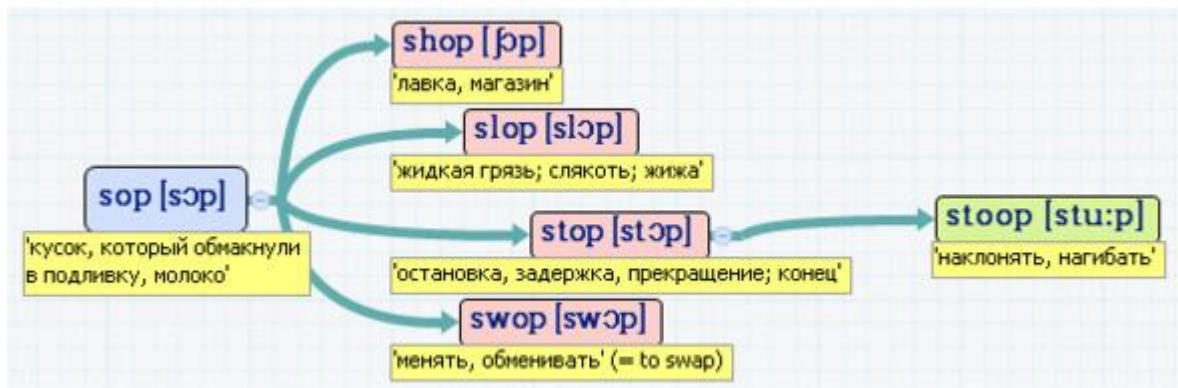 shop [ʃɔp]
'лавка, магазин'
slop [slɔp]
'жидкая грязь; слякоть; жижа'
sop [sɔp]
'кусок, который обмакнули
в подливку, молоко'
stop [stɔp]
'остановка, задержка, прекращение; конец'
stoop [stu:p]
'наклонять, нагибать'
swop [swɔp]
'менять, обменивать' (= to swap)